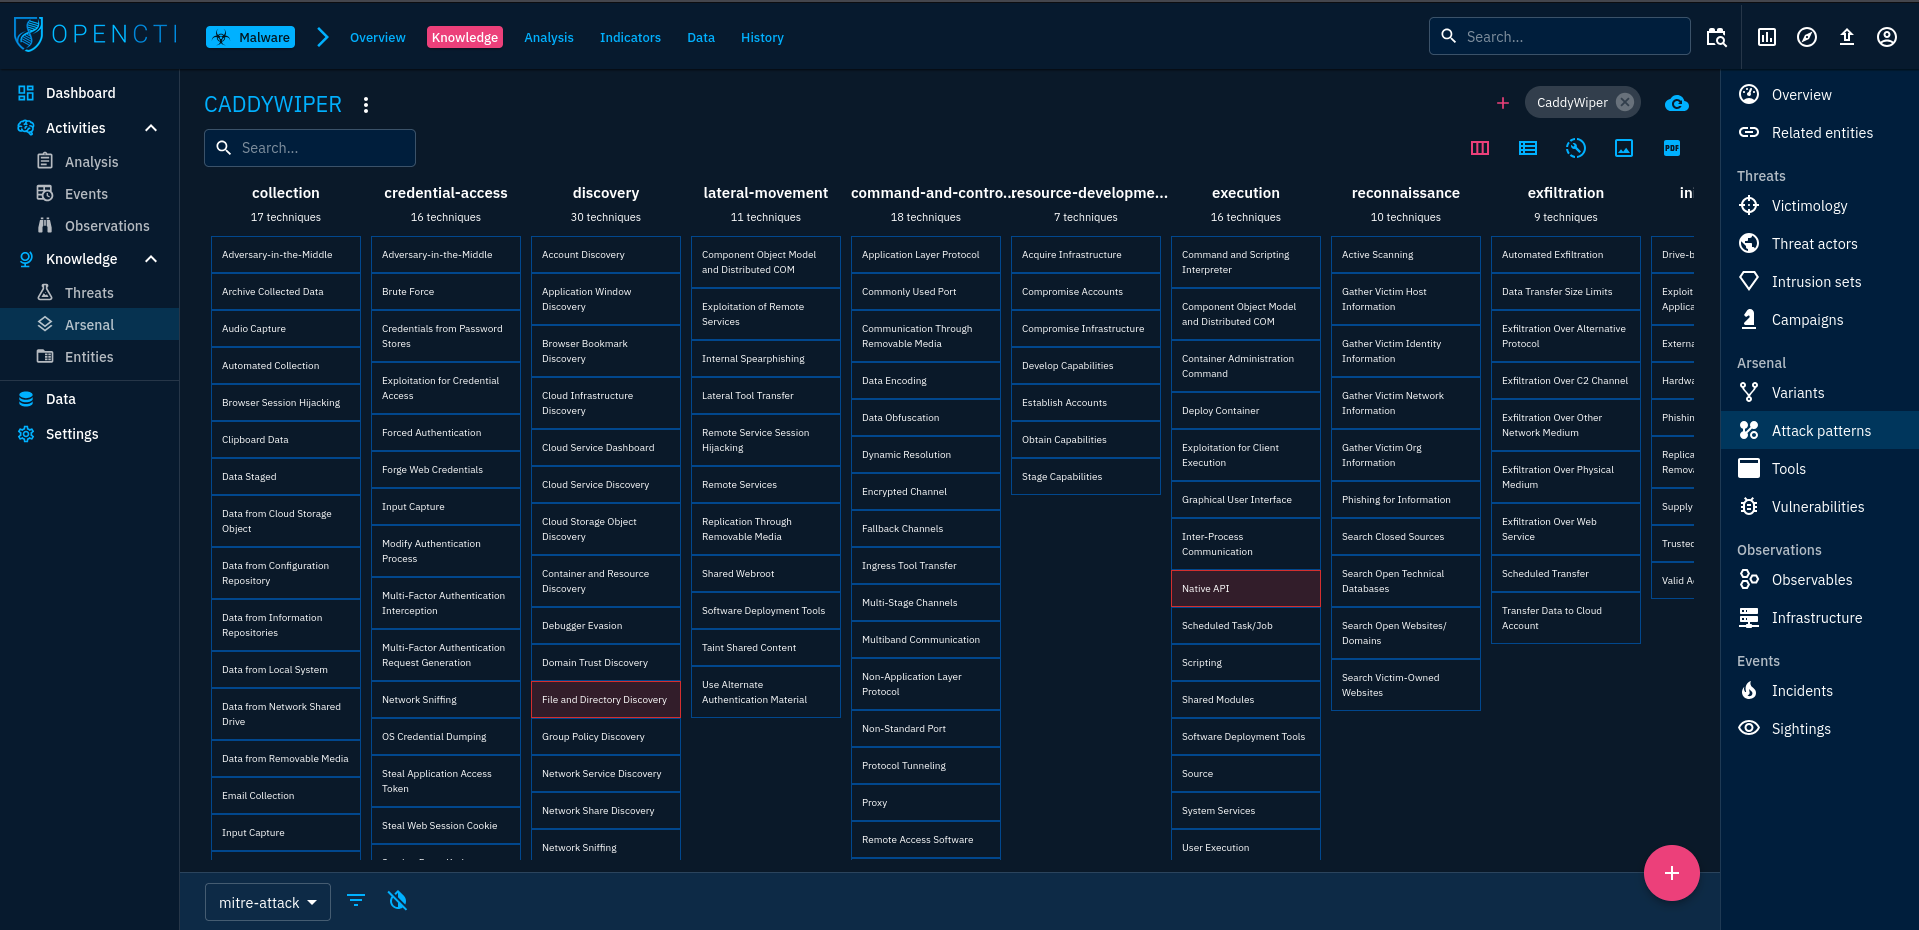 OPENCTI
Malware
Overview
Knowledge
Analysis
Indicators
Data
History
Search...
Dashboard
Activities
Analysis
Events
Observations
Knowledge
Threats
Arsenal
Entities
Data
Settings
CADDYWIPER
CaddyWiper
Search...
PDF
collection
17 techniques
Adversary-in-the-Middle
Archive Collected Data
Audio Capture
Automated Collection
Browser Session Hijacking
Clipboard Data
Data Staged
Data from Cloud Storage
Object
Data from Configuration
Repository
Data from Information
Repositories
Data from Local System
Data from Network Shared
Drive
Data from Removable Media
Email Collection
Input Capture
credential-access
16 techniques
Adversary-in-the-Middle
Brute Force
Credentials from Password
Stores
Exploitation for Credential
Access
Forced Authentication
Forge Web Credentials
Input Capture
Modify Authentication
Process
Multi-Factor Authentication
Interception
Multi-Factor Authentication
Request Generation
Network Sniffing
OS Credential Dumping
Steal Application Access
Token
Steal Web Session Cookie
discovery
30 techniques
Account Discovery
Application Window
Discovery
Browser Bookmark
Discovery
Cloud Infrastructure
Discovery
Cloud Service Dashboard
Cloud Service Discovery
Cloud Storage Object
Discovery
Container and Resource
Discovery
Debugger Evasion
Domain Trust Discovery
File and Directory Discovery
Group Policy Discovery
Network Service Discovery
Network Share Discovery
Network Sniffing
lateral-movement
11 techniques
Component Object Model
and Distributed COM
Exploitation of Remote
Services
Internal Spearphishing
Lateral Tool Transfer
Remote Service Session
Hijacking
Remote Services
Replication Through
Removable Media
Shared Webroot
Software Deployment Tools
Taint Shared Content
Use Alternate
Authentication Material
command-and-contro...
18 techniques
Application Layer Protocol
Commonly Used Port
Communication Through
Removable Media
Data Encoding
Data Obfuscation
Dynamic Resolution
Encrypted Channel
Fallback Channels
Ingress Tool Transfer
Multi-Stage Channels
Multiband Communication
Non-Application Layer
Protocol
Non-Standard Port
Protocol Tunneling
Proxy
Remote Access Software
resource-developme...
7 techniques
Acquire Infrastructure
Compromise Accounts
Compromise Infrastructure
Develop Capabilities
Establish Accounts
Obtain Capabilities
Stage Capabilities
execution
16 techniques
Command and Scripting
Interpreter
Component Object Model
and Distributed COM
Container Administration
Command
Deploy Container
Exploitation for Client
Execution
Graphical User Interface
Inter-Process
Communication
Native API
Scheduled Task/Job
Scripting
Shared Modules
Software Deployment Tools
Source
System Services
User Execution
reconnaissance
10 techniques
Active Scanning
Gather Victim Host
Information
Gather Victim Identity
Information
Gather Victim Network
Information
Gather Victim Org
Information
Phishing for Information
Search Closed Sources
Search Open Technical
Databases
Search Open Websites/
Domains
Search Victim-Owned
Websites
exfiltration
9 techniques
Automated Exfiltration
Data Transfer Size Limits
Exfiltration Over Alternative
Protocol
Exfiltration Over C2 Channel
Exfiltration Over Other
Network Medium
Exfiltration Over Physical
Medium
Exfiltration Over Web
Service
Scheduled Transfer
Transfer Data to Cloud
Account
Exploit
Supply
Valid
mitre-attack
Overview
Related entities
Threats
Victimology
Threat actors
Intrusion sets
Campaigns
Arsenal
Variants
Attack patterns
Tools
Vulnerabilities
Observations
Observables
Infrastructure
Events
Incidents
Sightings